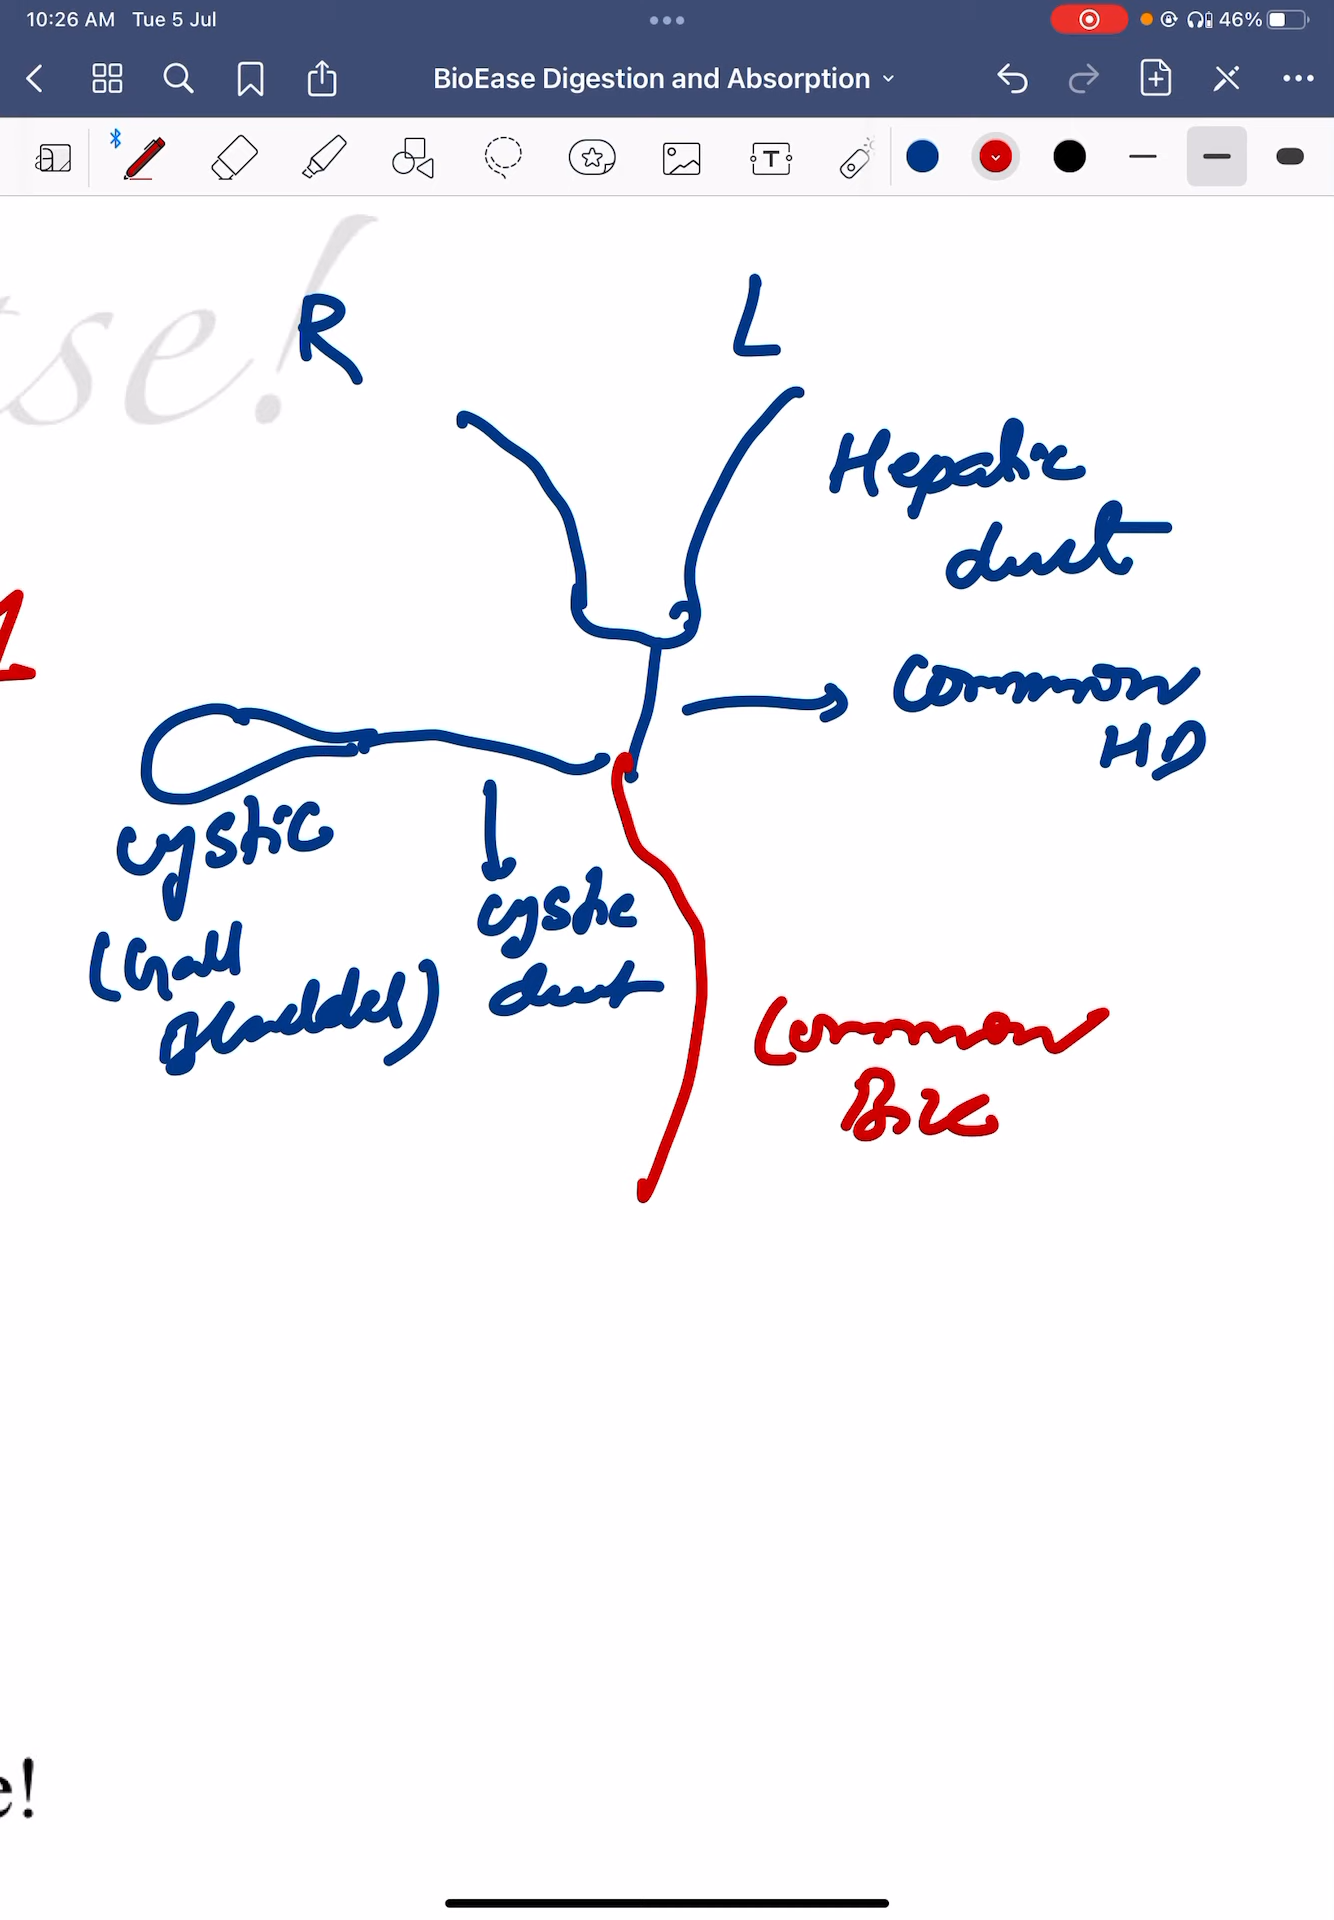 10:26 AM Tue 5 Jul
46%
BioEase Digestion and Absorption
T
tse!
R
L
Hepatic
duct
Common
HD
cystic
(Gall
Bladder)
cystic
duct
Common
Bile
e!